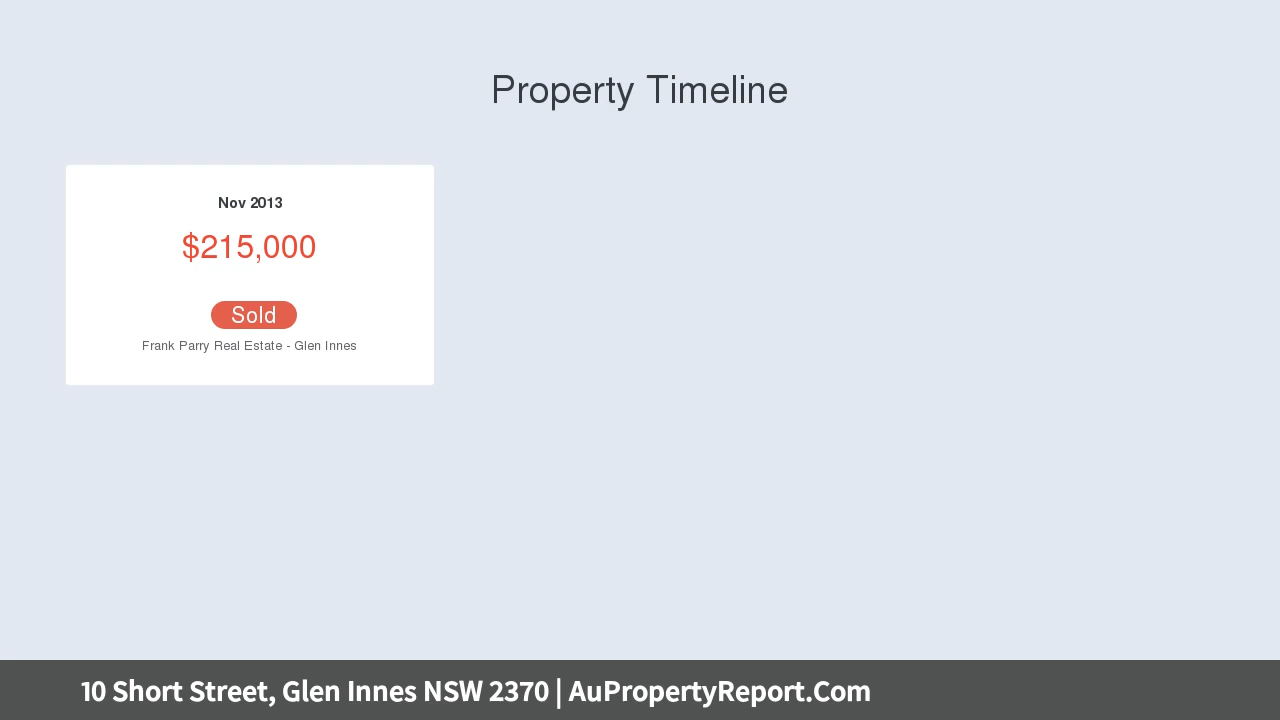 Property Timeline
Nov 2013
$215,000
Sold
Frank Parry Real Estate - Glen Innes
10 Short Street, Glen Innes NSW 2370 | AuPropertyReport.Com